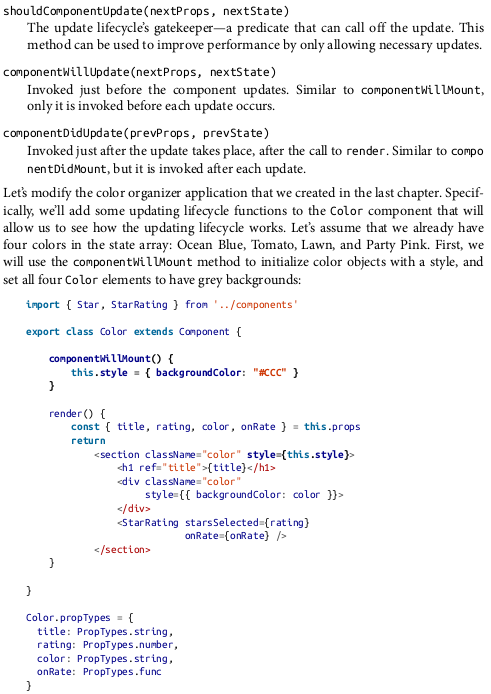 shouldComponentUpdate(nextProps, nextState)
The update lifecycle's gatekeeper—a predicate that can call off the update. This
method can be used to improve performance by only allowing necessary updates.
componentWillUpdate(nextProps, nextState)
Invoked just before the component updates. Similar to componentWillMount,
only it is invoked before each update occurs.
componentDidUpdate(prevProps, prevState)
Invoked just after the update takes place, after the call to render. Similar to compo
nentDidMount, but it is invoked after each update.
Let's modify the color organizer application that we created in the last chapter. Specif-
ically, we'll add some updating lifecycle functions to the Color component that will
allow us to see how the updating lifecycle works. Let's assume that we already have
four colors in the state array: Ocean Blue, Tomato, Lawn, and Party Pink. First, we
will use the componentWillMount method to initialize color objects with a style, and
set all four Color elements to have grey backgrounds:
import { Star, StarRating } from '../components'
export class Color extends Component {
componentWillMount() {
this.style = { backgroundColor: "#CCC" }
}
render() {
const { title, rating, color, onRate } = this.props
return
<section className="color" style={this.style}>
<h1 ref="title">{title}</h1>
<div className="color"
style={{ backgroundColor: color }}>
</div>
<StarRating starsSelected={rating}
onRate={onRate} />
</section>
}
}
Color.propTypes = {
title: PropTypes.string,
rating: PropTypes.number,
color: PropTypes.string,
onRate: PropTypes.func
}